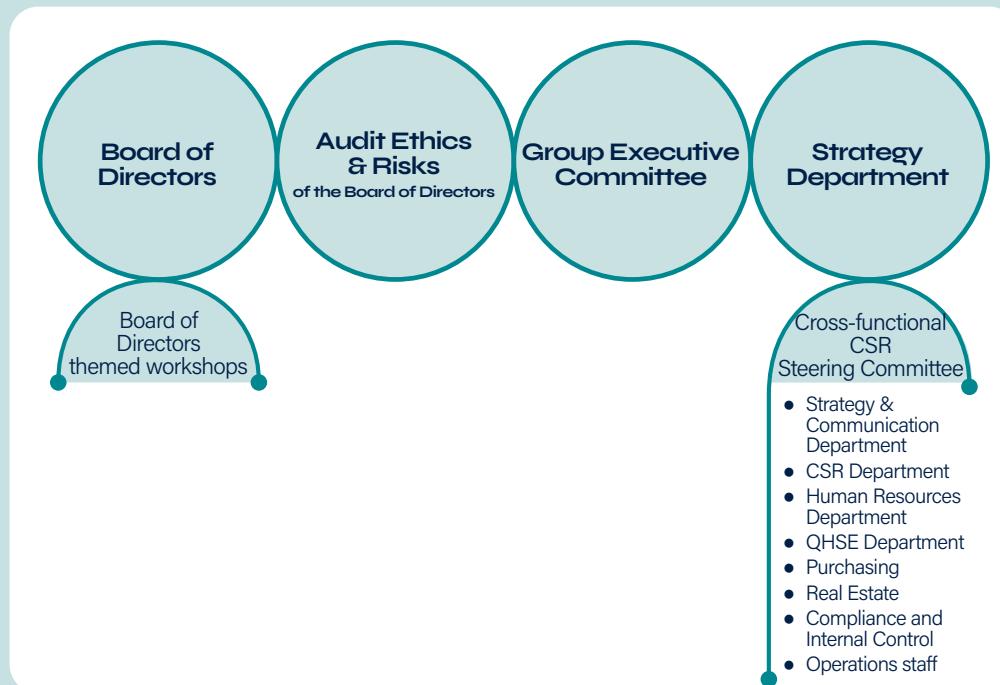 Board of
Directors
Audit Ethics
& Risks
of the Board of Directors
Group Executive
Committee
Strategy
Department
Board of
Directors
themed workshops
Cross-functional
CSR
Steering Committee
● Strategy &
Communication
Department
● CSR Department
● Human Resources
Department
● QHSE Department
● Purchasing
● Real Estate
● Compliance and
Internal Control
● Operations staff